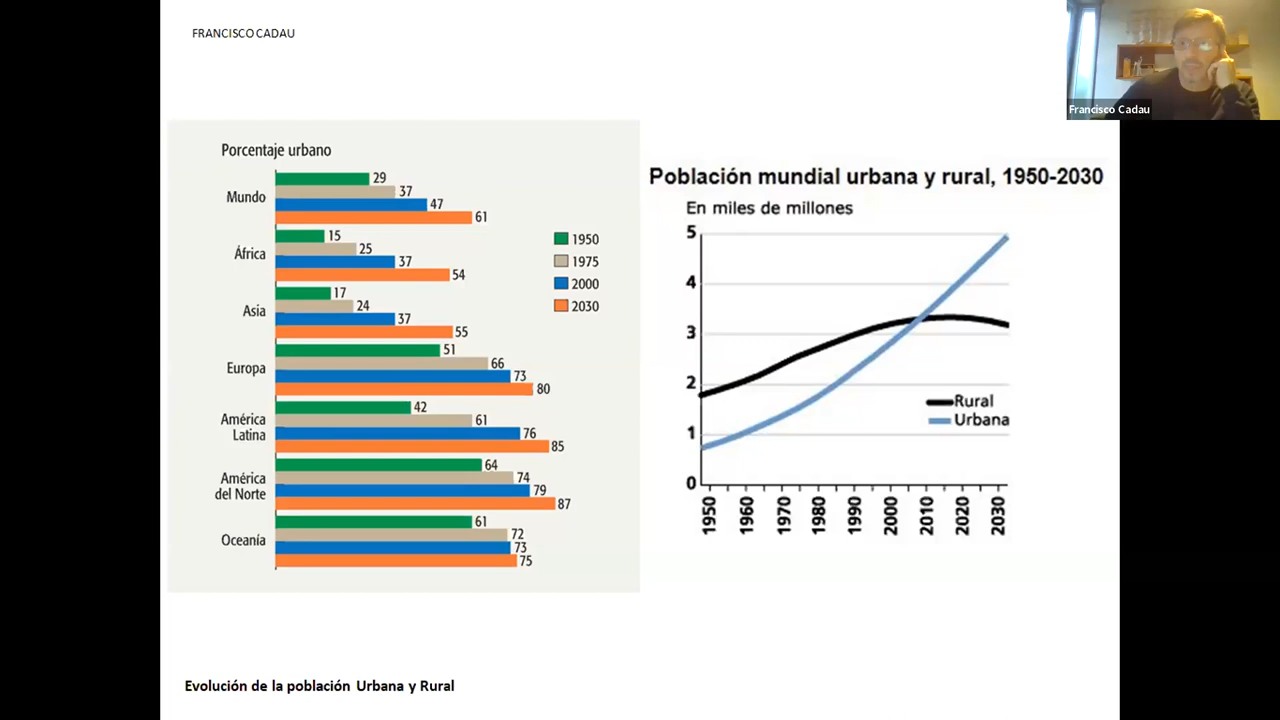 FRANCISCO CADAU
Francisco Cadau
Porcentaje urbano
Mundo
29
37
47
61
África
15
25
37
54
Asia
17
24
37
55
Europa
51
66
73
80
América
Latina
42
61
76
85
América
del Norte
64
74
79
87
Oceanía
61
72
73
75
1950
1975
2000
2030
Población mundial urbana y rural, 1950-2030
En miles de millones
5
4
3
2
1
0
Rural
Urbana
1950
1960
1970
1980
1990
2000
2010
2020
2030
Evolución de la población Urbana y Rural